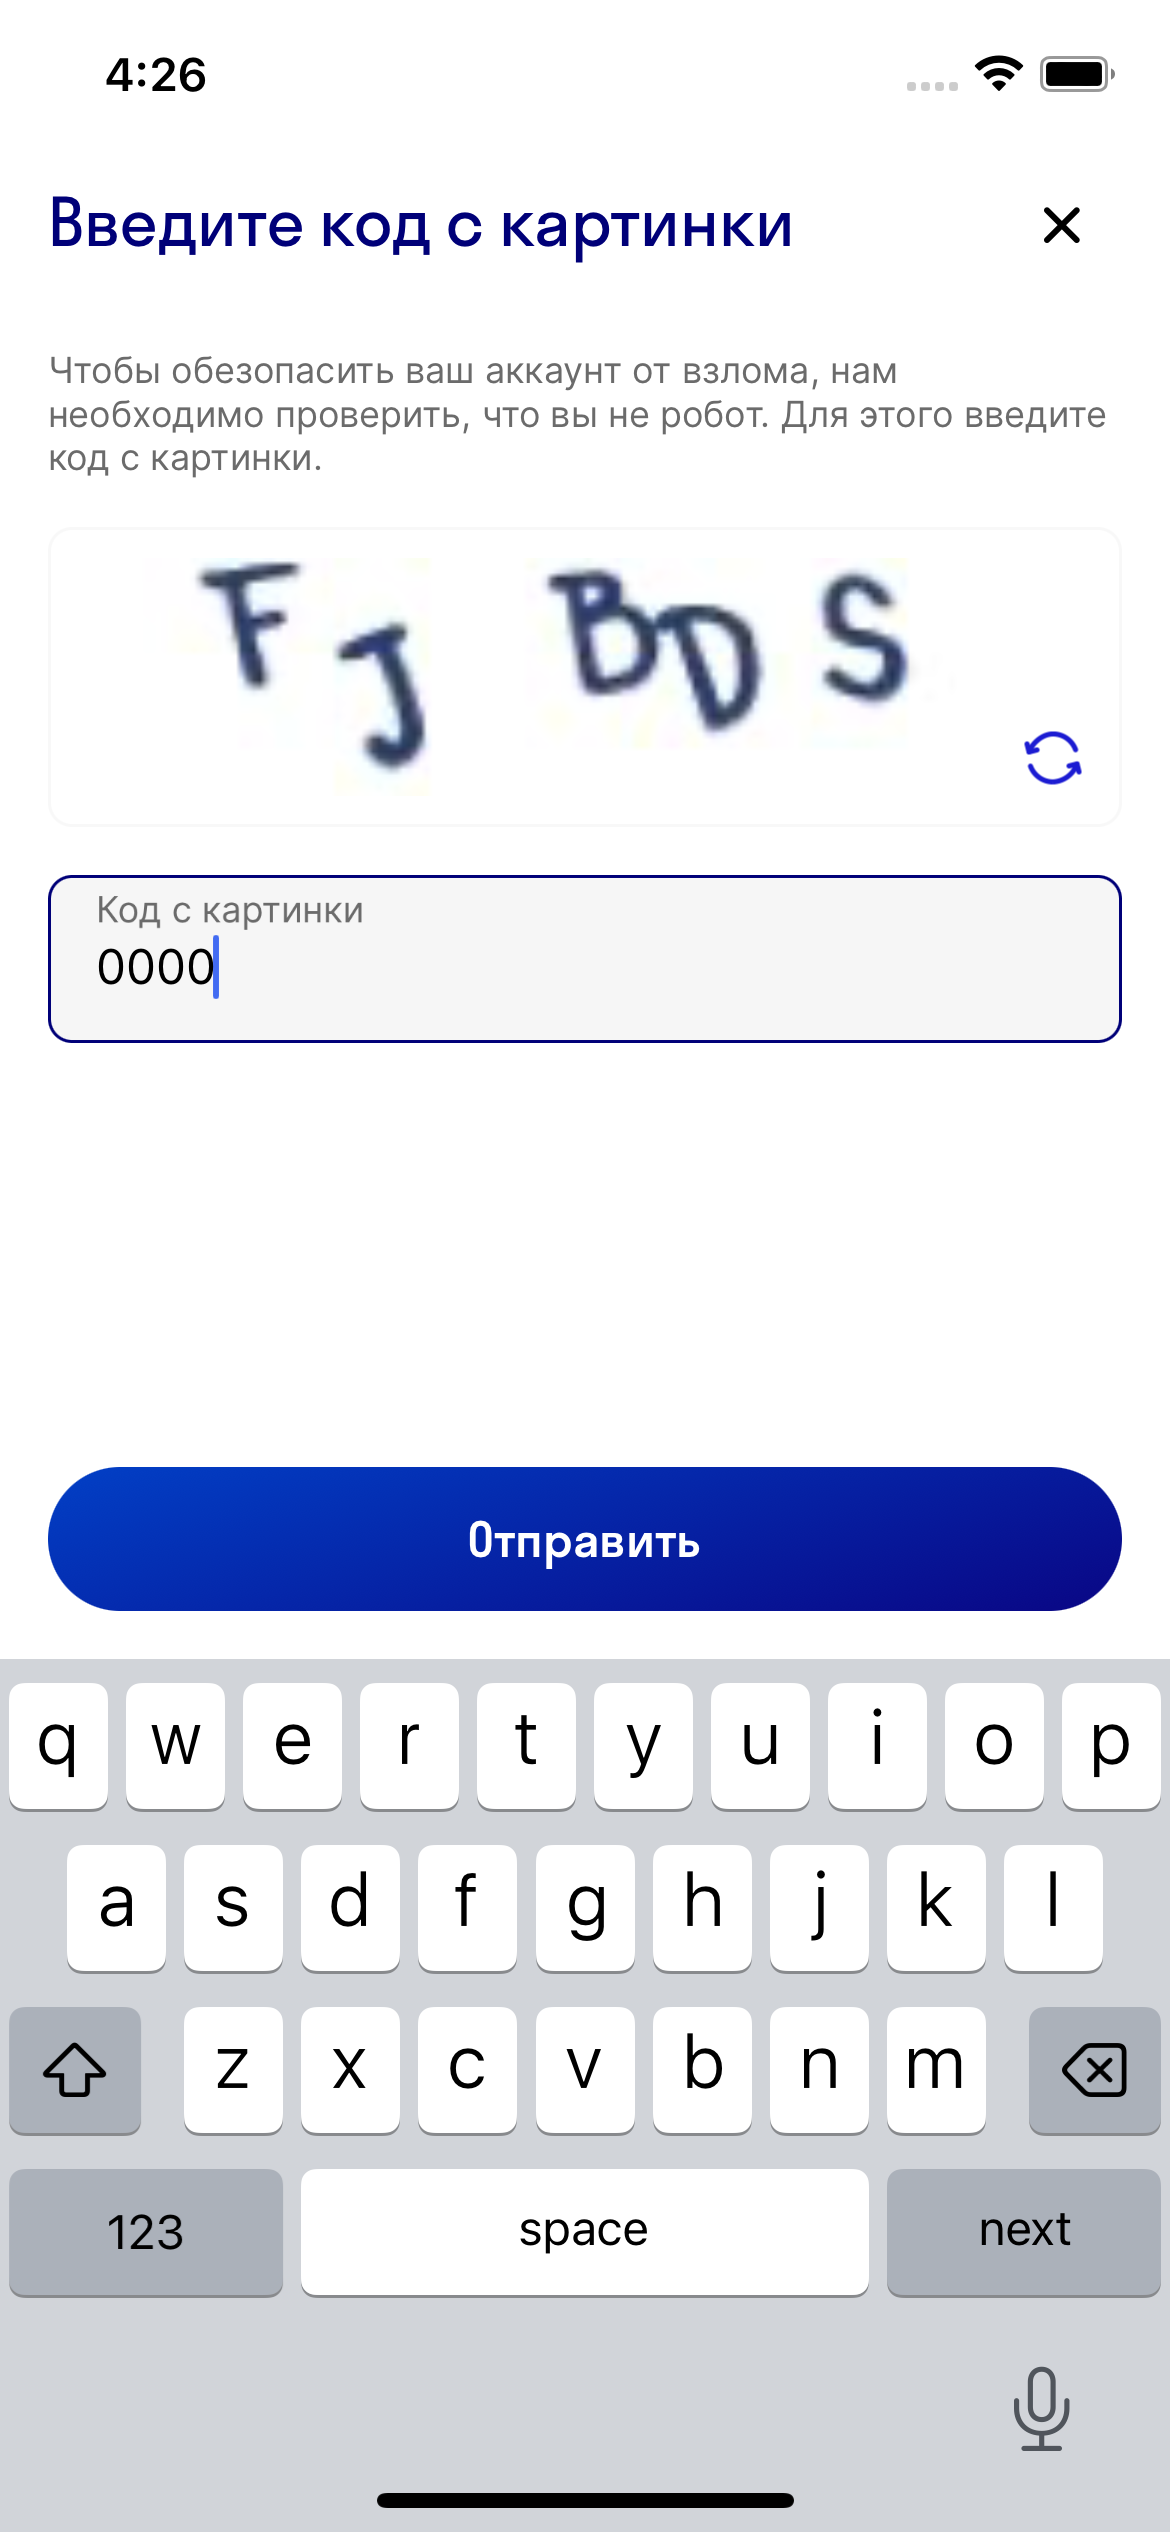 4:26
Введите код с картинки
Чтобы обезопасить ваш аккаунт от взлома, нам
необходимо проверить, что вы не робот. Для этого введите
код с картинки.
F J B D S
Код с картинки
0000
Отправить
q w e r t y u i o p
a s d f g h j k l
z x c v b n m
123 space next